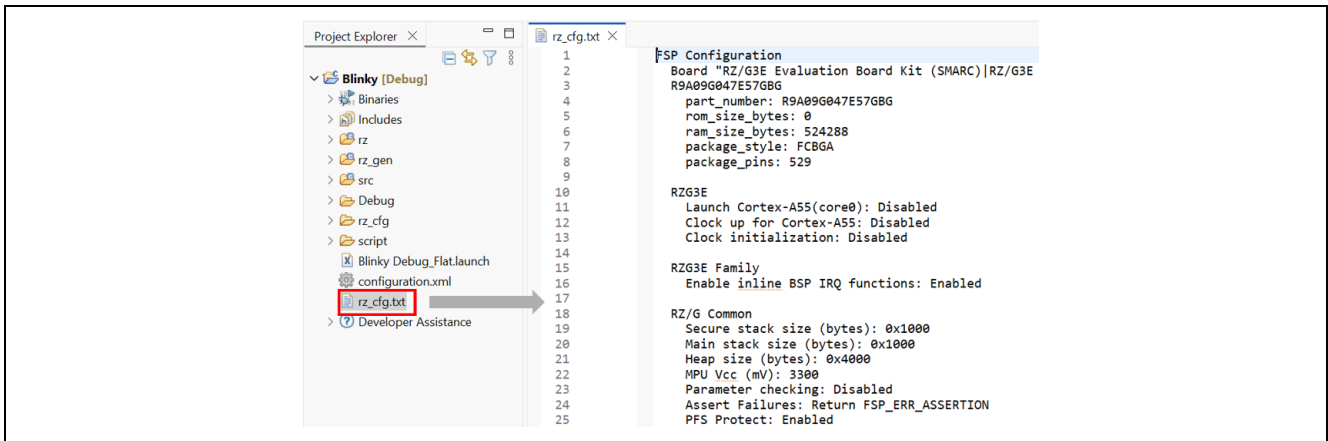 Project Explorer
Blinky [Debug]
Binaries
Includes
rz
rz_gen
src
Debug
rz_cfg
script
Blinky Debug_Flat.launch
configuration.xml
rz_cfg.txt
Developer Assistance
rz_cfg.txt
1 FSP Configuration
2 Board "RZ/G3E Evaluation Board Kit (SMARC)|RZ/G3E
3 R9A09G047E57GBG
4 part_number: R9A09G047E57GBG
5 rom_size_bytes: 0
6 ram_size_bytes: 524288
7 package_style: FCBGA
8 package_pins: 529
9
10 RZG3E
11 Launch Cortex-A55(core0): Disabled
12 Clock up for Cortex-A55: Disabled
13 Clock initialization: Disabled
14
15 RZG3E Family
16 Enable inline BSP IRQ functions: Enabled
17
18 RZ/G Common
19 Secure stack size (bytes): 0x1000
20 Main stack size (bytes): 0x1000
21 Heap size (bytes): 0x4000
22 MPU Vcc (mV): 3300
23 Parameter checking: Disabled
24 Assert Failures: Return FSP_ERR_ASSERTION
25 PFS Protect: Enabled